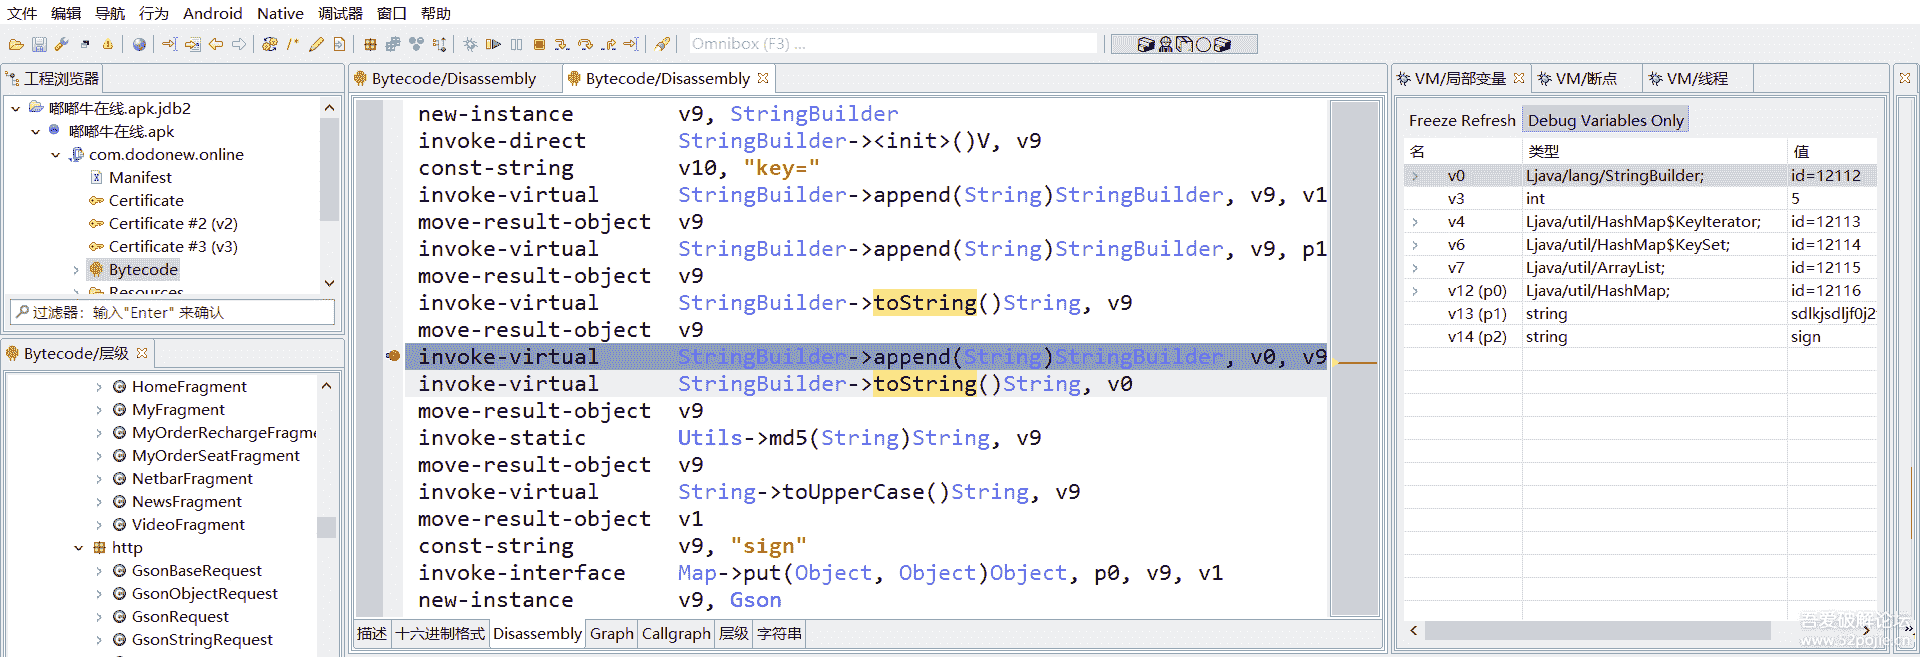 文件 编辑 导航 行为 Android Native 调试器 窗口 帮助
Omnibox (F3) ...
工程浏览器
嘟嘟牛在线.apk.jdb2
嘟嘟牛在线.apk
com.dodonew.online
Manifest
Certificate
Certificate #2 (v2)
Certificate #3 (v3)
Bytecode
Resources
过滤器：输入"Enter" 来确认
Bytecode/层级
HomeFragment
MyFragment
MyOrderRechargeFragme
MyOrderSeatFragment
NetbarFragment
NewsFragment
VideoFragment
http
GsonBaseRequest
GsonObjectRequest
GsonRequest
GsonStringRequest
Bytecode/Disassembly Bytecode/Disassembly
new-instance v9, StringBuilder
invoke-direct StringBuilder-><init>()V, v9
const-string v10, "key="
invoke-virtual StringBuilder->append(String)StringBuilder, v9, v1
move-result-object v9
invoke-virtual StringBuilder->append(String)StringBuilder, v9, p1
move-result-object v9
invoke-virtual StringBuilder->toString()String, v9
move-result-object v9
invoke-virtual StringBuilder->append(String)StringBuilder, v0, v9
invoke-virtual StringBuilder->toString()String, v0
move-result-object v9
invoke-static Utils->md5(String)String, v9
move-result-object v9
invoke-virtual String->toUpperCase()String, v9
move-result-object v1
const-string v9, "sign"
invoke-interface Map->put(Object, Object)Object, p0, v9, v1
new-instance v9, Gson
描述 十六进制格式 Disassembly Graph Callgraph 层级 字符串
VM/局部变量 VM/断点 VM/线程
Freeze Refresh Debug Variables Only
名 类型 值
v0 Ljava/lang/StringBuilder; id=12112
v3 int 5
v4 Ljava/util/HashMap$KeyIterator; id=12113
v6 Ljava/util/HashMap$KeySet; id=12114
v7 Ljava/util/ArrayList; id=12115
v12 (p0) Ljava/util/HashMap; id=12116
v13 (p1) string sdlkjsdljf0j2
v14 (p2) string sign
吾爱破解论坛
www.52pojie.cn